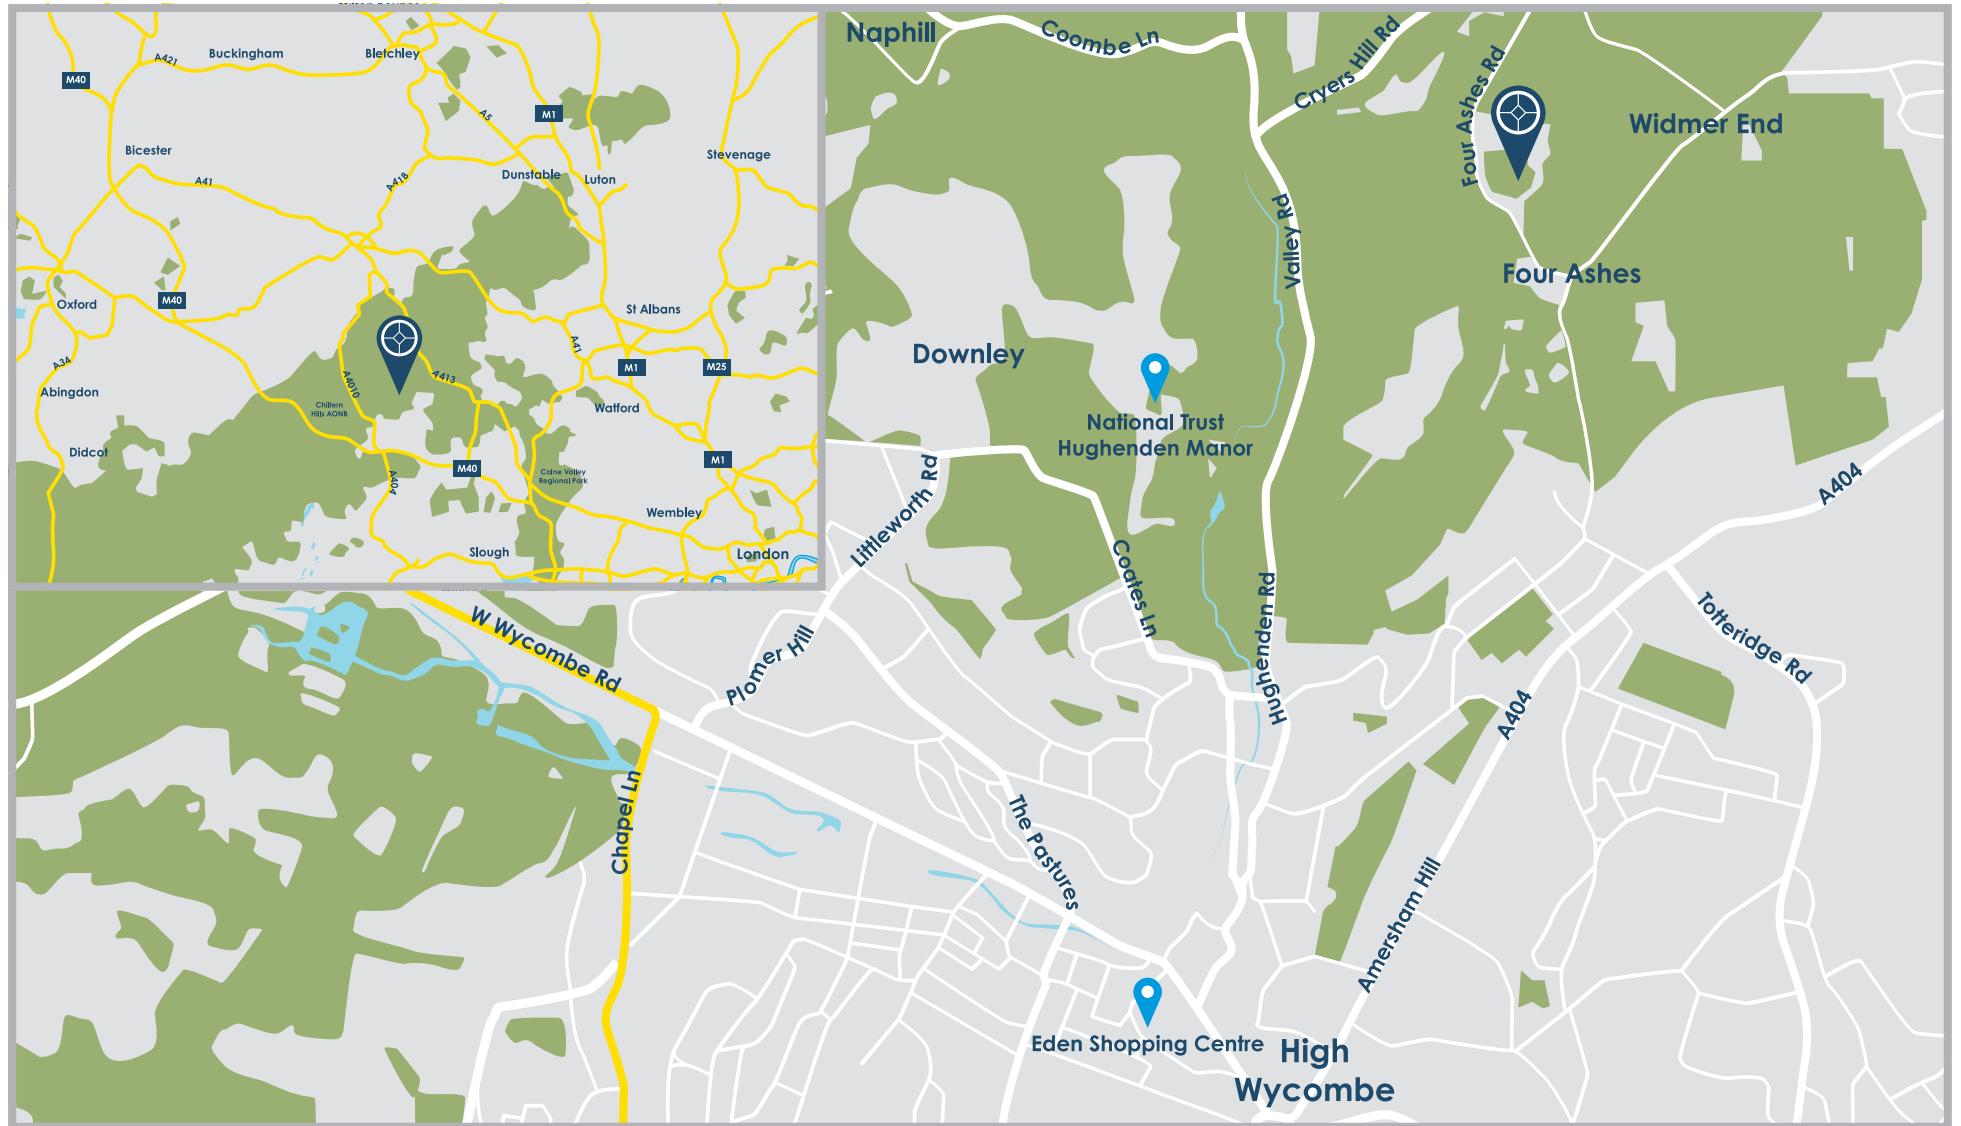 Buckingham
Bletchley
A421
M40
A5
M1
Bicester
Stevenage
A41
A418
Dunstable
Luton
Oxford
M40
St Albans
A34
A41
M1
M25
Abingdon
A4010
A413
Chiltern
Hills AONB
Watford
Didcot
M40
M1
A404
Colne Valley
Regional Park
Wembley
Slough
London
Naphill
Coombe Ln
Cryers Hill Rd
Four Ashes Rd
Widmer End
Valley Rd
Four Ashes
Downley
National Trust
Hughenden Manor
Littleworth Rd
A404
Coates Ln
Hughenden Rd
W Wycombe Rd
Plomer Hill
Totteridge Rd
A404
Chapel Ln
The Pastures
Amersham Hill
Eden Shopping Centre
High
Wycombe